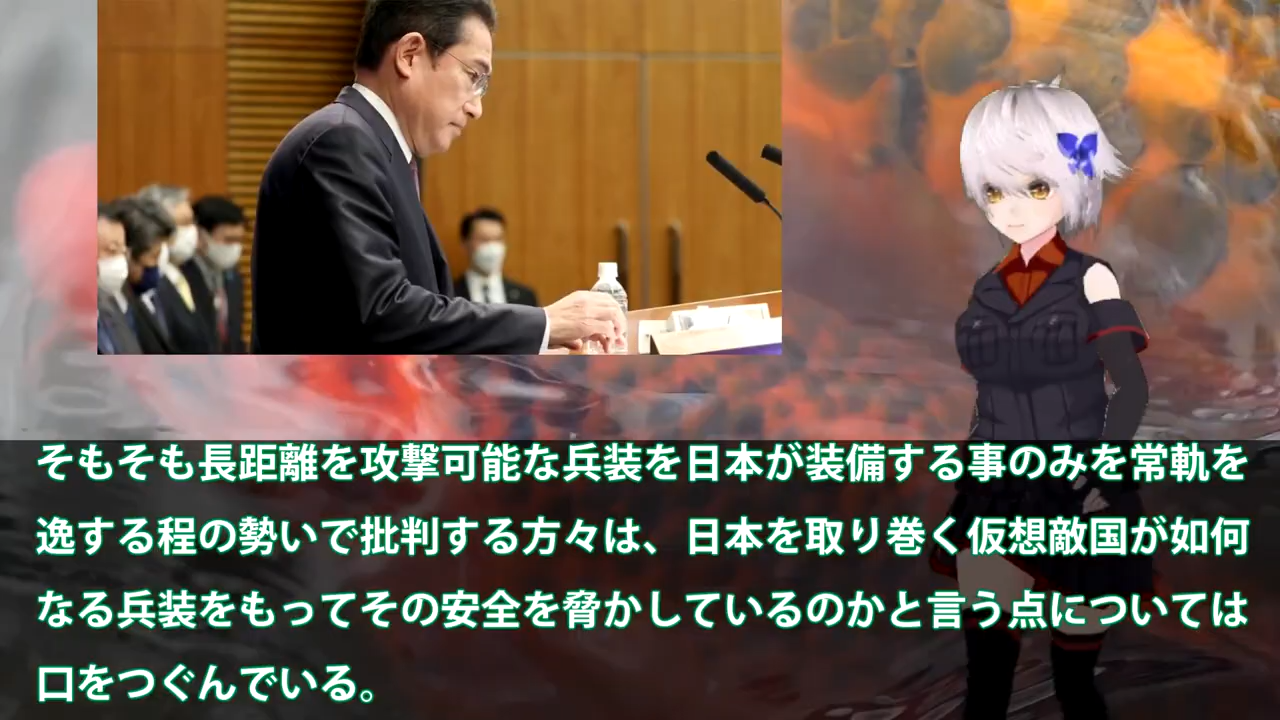 そもそも長距離を攻撃可能な兵装を日本が装備する事のみを常軌を
逸する程の勢いで批判する方々は、日本を取り巻く仮想敵国が如何
なる兵装をもってその安全を脅かしているのかと言う点については
口をつぐんでいる。